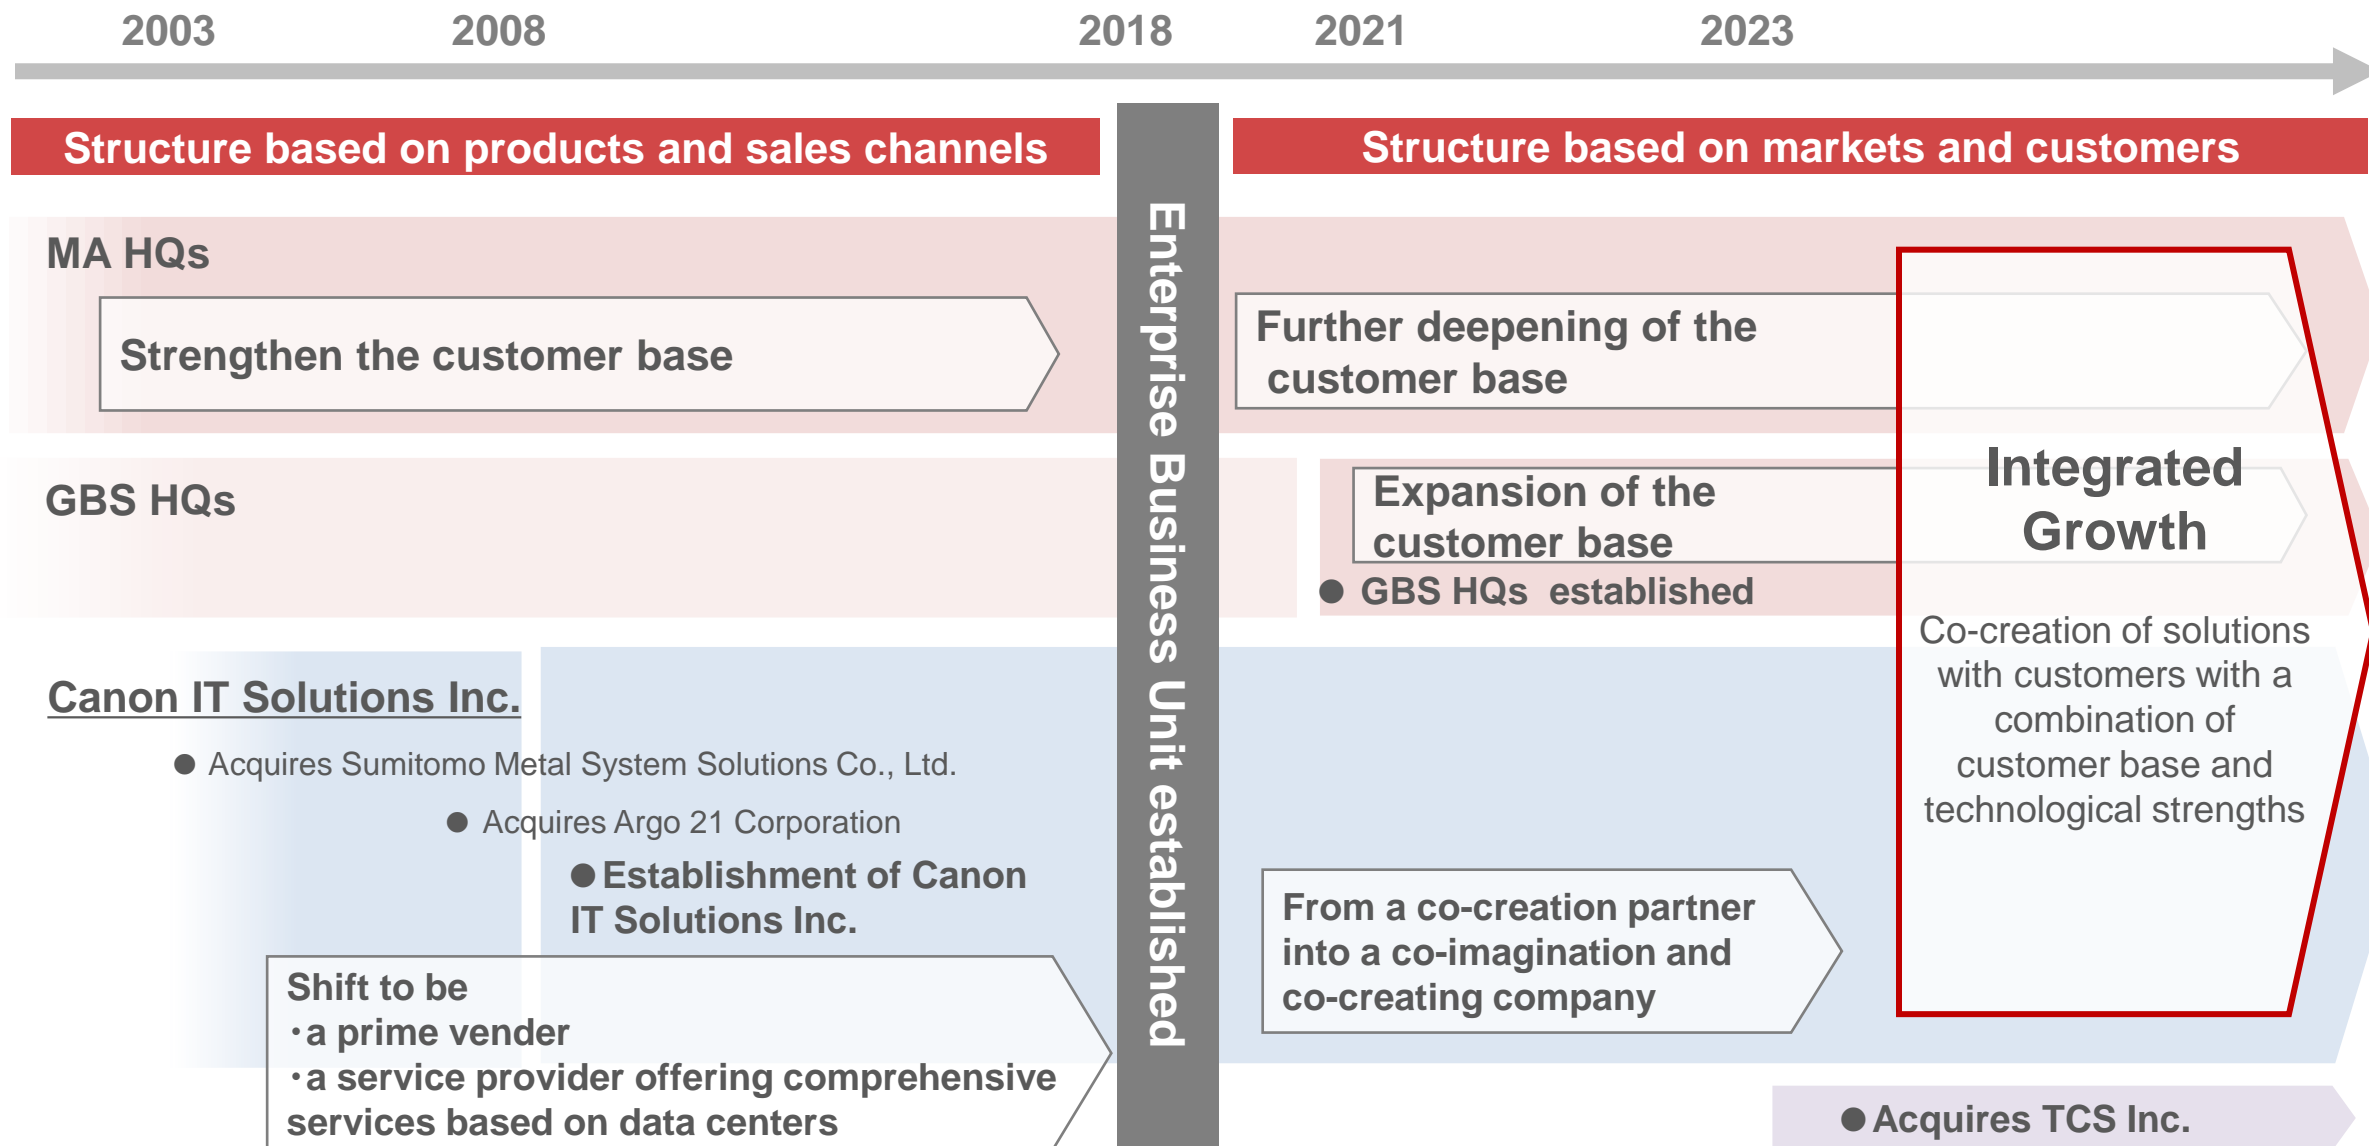 2003
2008
2018
2021
2023
Structure based on products and sales channels
Structure based on markets and customers
Enterprise Business Unit established
MA HQs
Strengthen the customer base
Further deepening of the
customer base
GBS HQs
Expansion of the
customer base
● GBS HQs established
Integrated
Growth
Co-creation of solutions
with customers with a
combination of
customer base and
technological strengths
Canon IT Solutions Inc.
● Acquires Sumitomo Metal System Solutions Co., Ltd.
● Acquires Argo 21 Corporation
● Establishment of Canon
IT Solutions Inc.
Shift to be
・a prime vender
・a service provider offering comprehensive
services based on data centers
From a co-creation partner
into a co-imagination and
co-creating company
● Acquires TCS Inc.